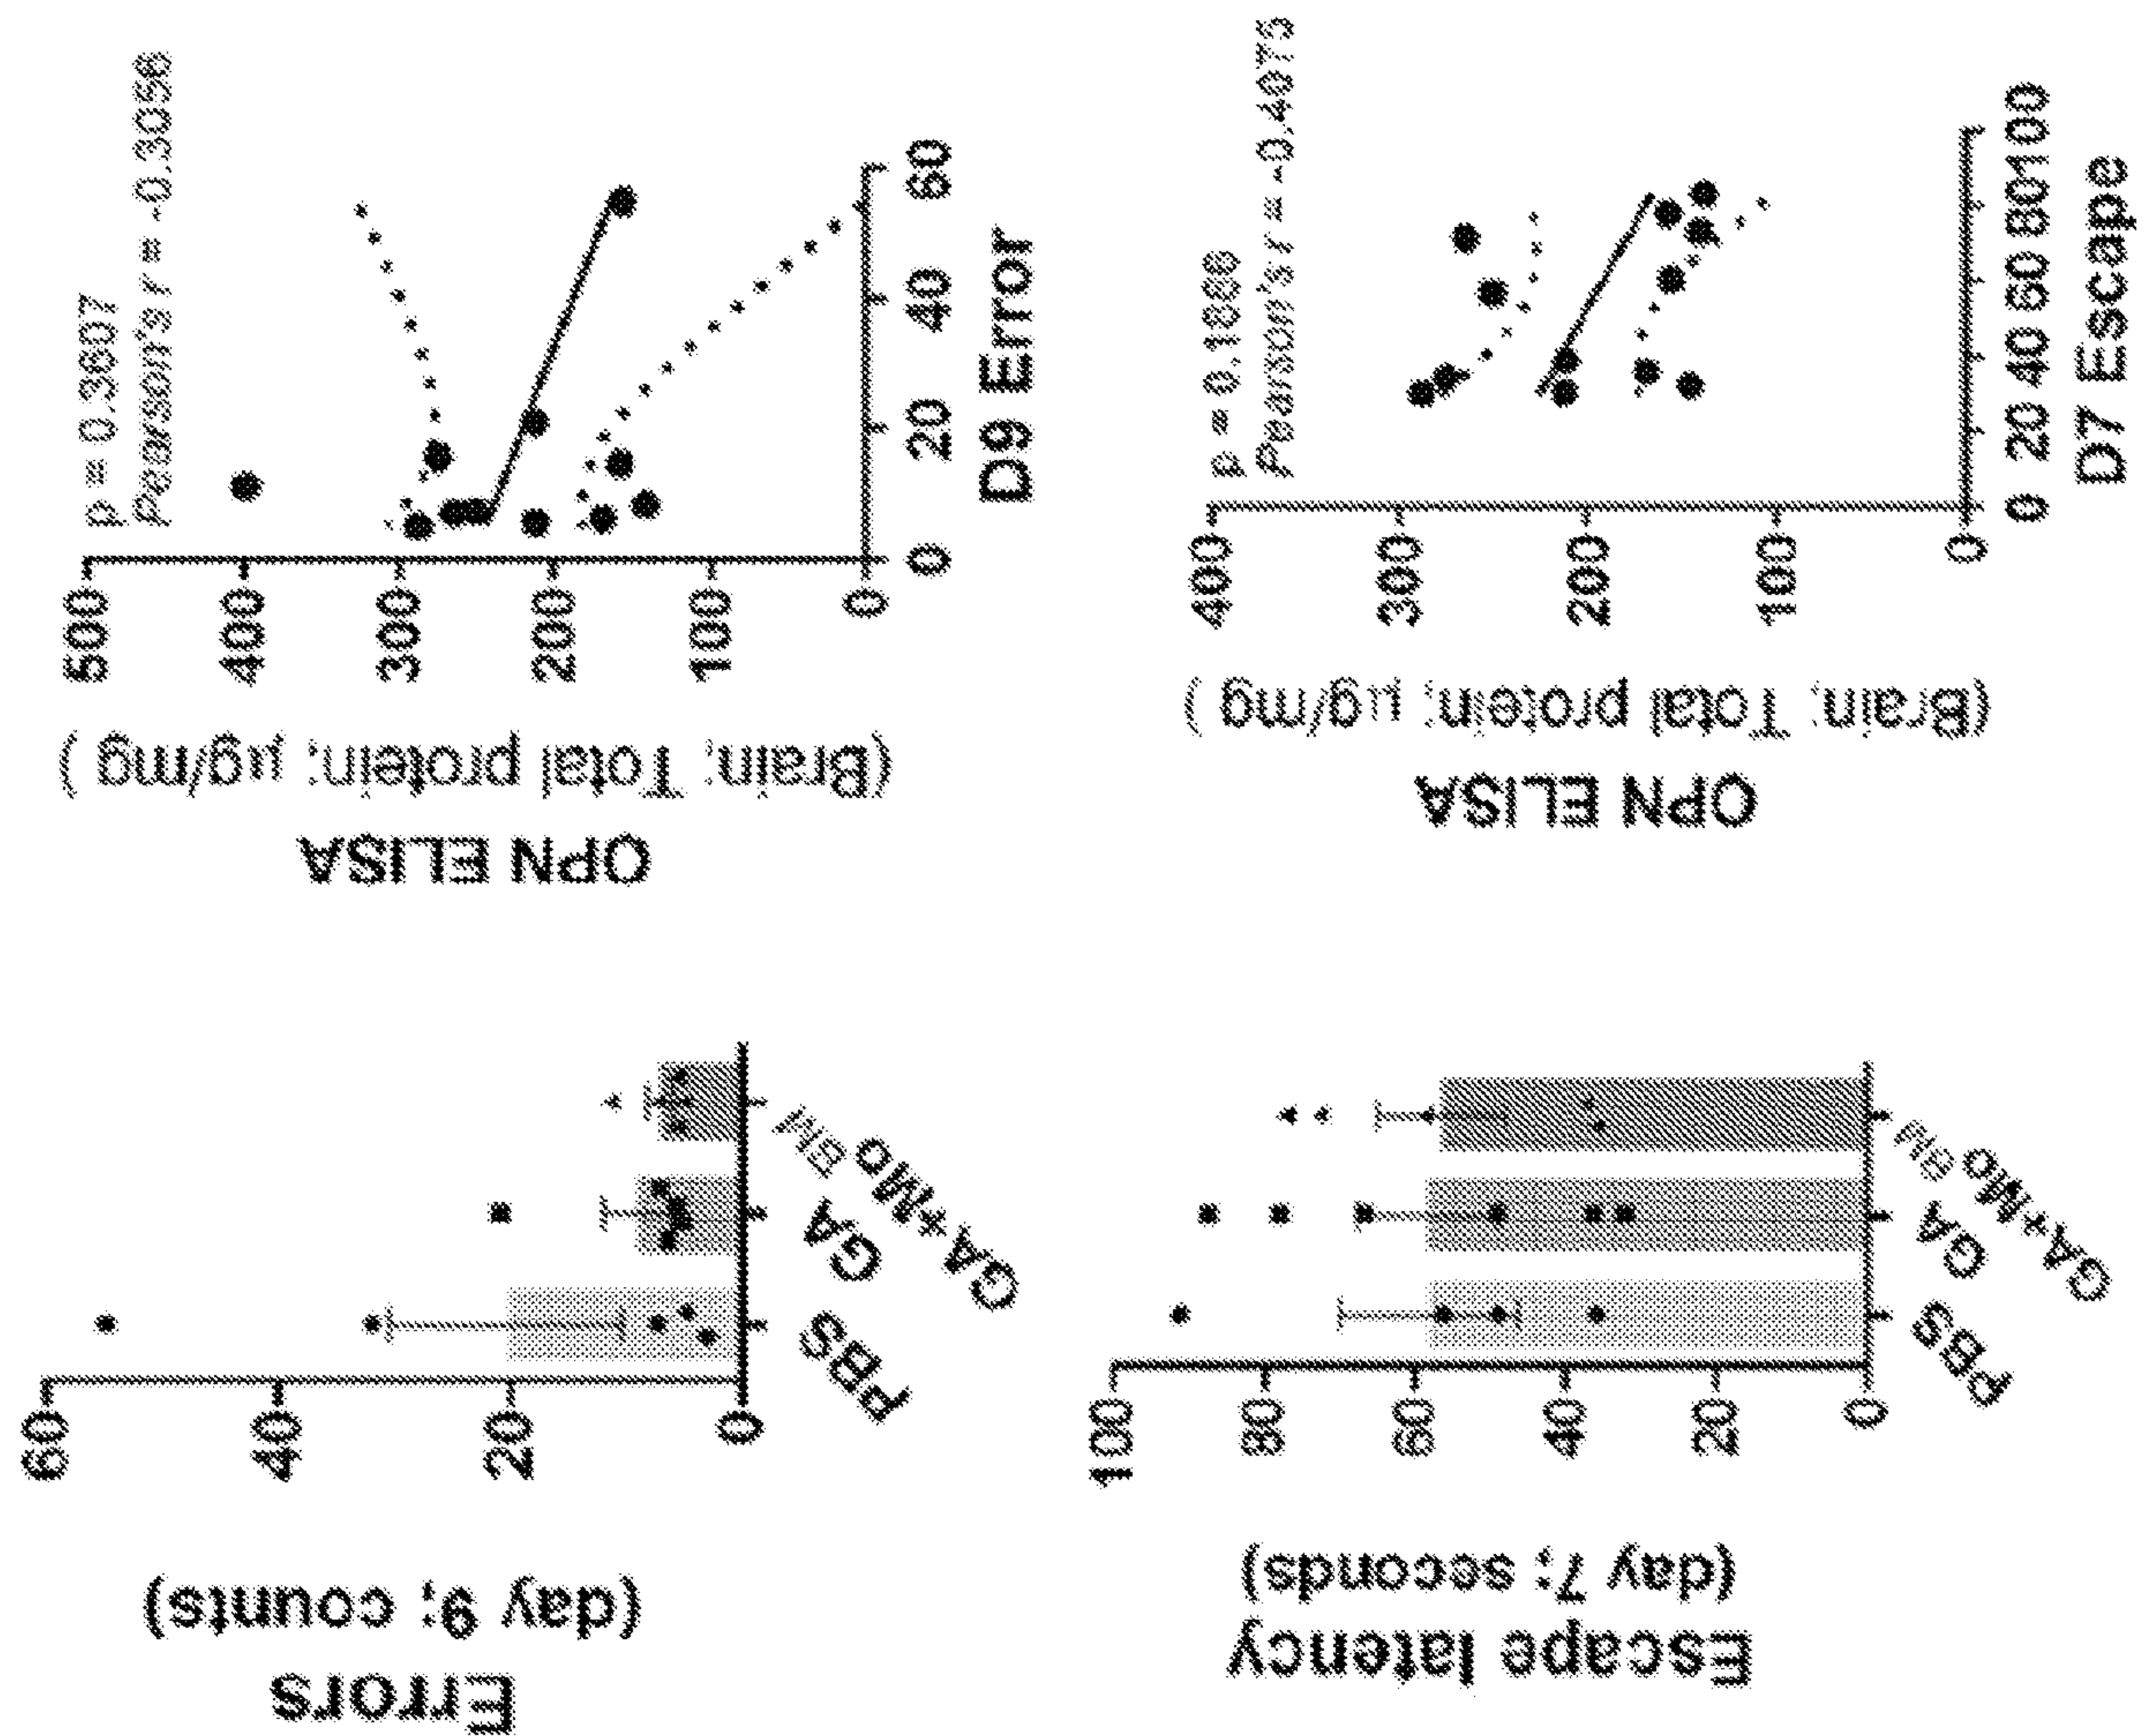 Errors
(day 9; counts)
60
40
20
0
PBS
GA
GA+Mo BM
OPN ELISA
(Brain; Total protein; µg/mg )
500
400
300
200
100
0
p = 0.3607
Pearson's r = -0.3056
0 20 40 60
D9 Error
Escape latency
(day 7; seconds)
100
80
60
40
20
0
PBS
GA
GA+Mo BM
OPN ELISA
(Brain; Total protein; µg/mg )
400
300
200
100
0
p = 0.1886
Pearson's r = -0.4075
0 20 40 60 80 100
D7 Escape